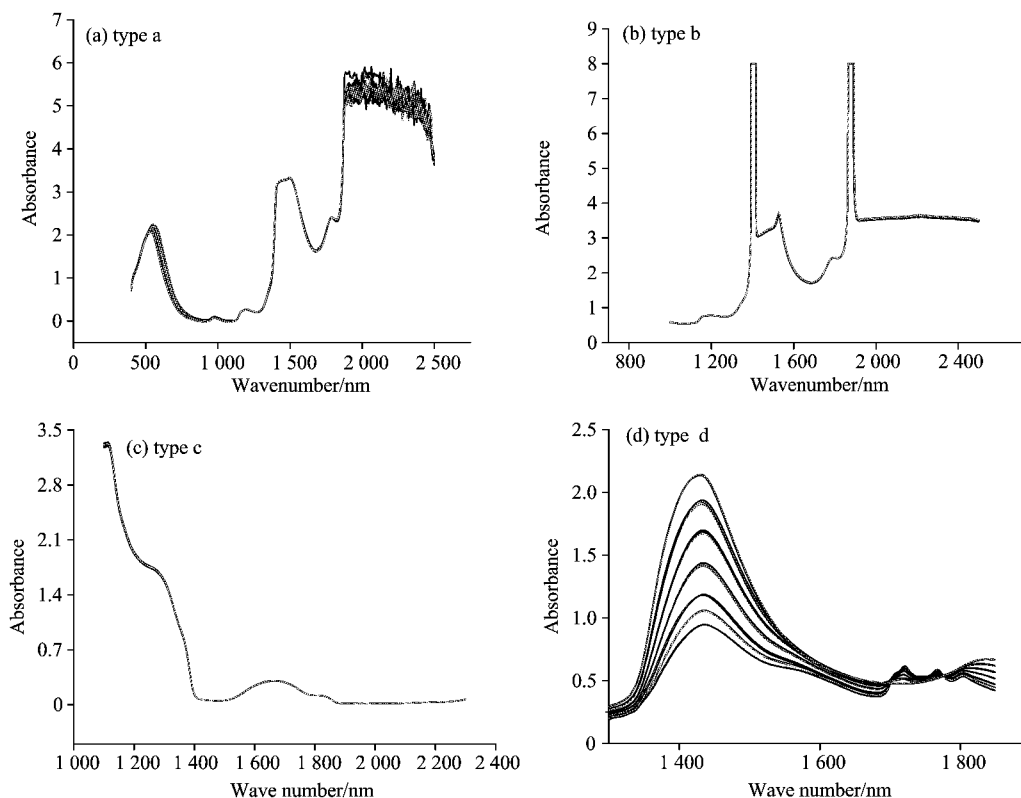 (a) type a
7
6
5
4
3
2
1
0
Absorbance
0 500 1 000 1 500 2 000 2 500
Wavenumber/nm
(b) type b
9
8
7
6
5
4
3
2
1
0
Absorbance
800 1 200 1 600 2 000 2 400
Wavenumber/nm
(c) type c
3.5
2.8
2.1
1.4
0.7
0
Absorbance
1 000 1 200 1 400 1 600 1 800 2 000 2 200 2 400
Wave number/nm
(d) type d
2.5
2.0
1.5
1.0
0.5
0
Absorbance
1 400 1 600 1 800
Wave number/nm